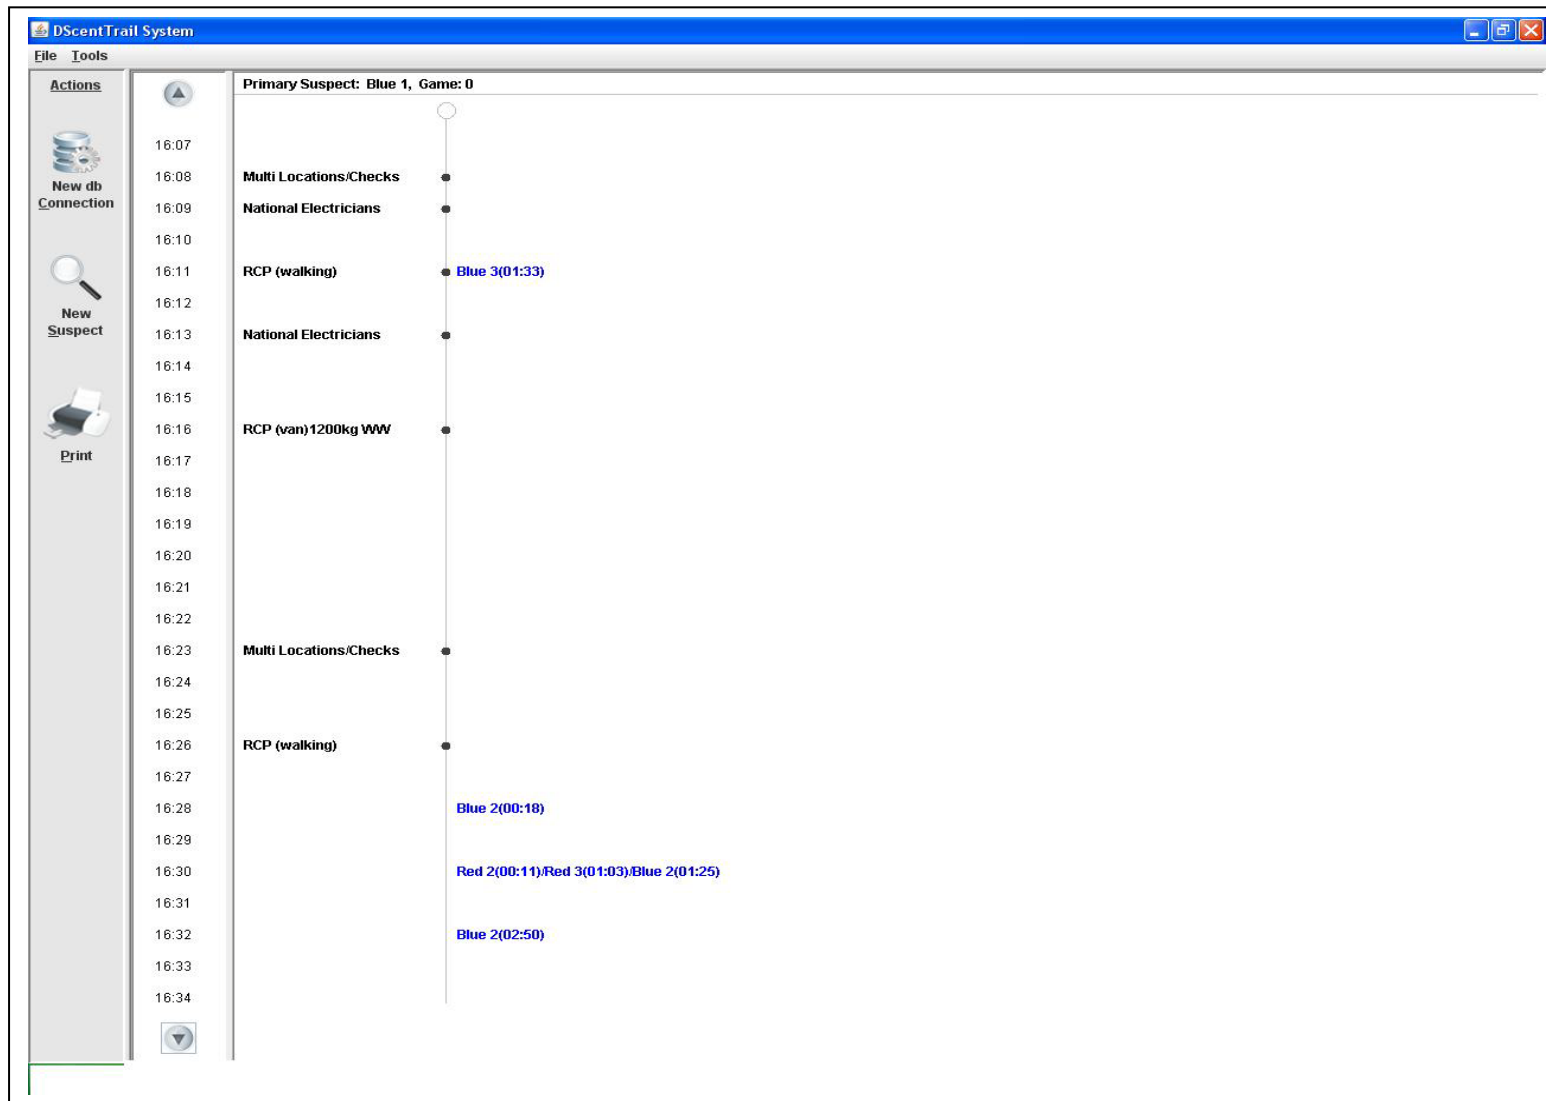 DScentTrail System
File Tools
Actions
New db
Connection
New
Suspect
Print
Primary Suspect: Blue 1, Game: 0
16:07
16:08 Multi Locations/Checks
16:09 National Electricians
16:10
16:11 RCP (walking) Blue 3(01:33)
16:12
16:13 National Electricians
16:14
16:15
16:16 RCP (van)1200kg WW
16:17
16:18
16:19
16:20
16:21
16:22
16:23 Multi Locations/Checks
16:24
16:25
16:26 RCP (walking)
16:27
16:28 Blue 2(00:18)
16:29
16:30 Red 2(00:11)/Red 3(01:03)/Blue 2(01:25)
16:31
16:32 Blue 2(02:50)
16:33
16:34